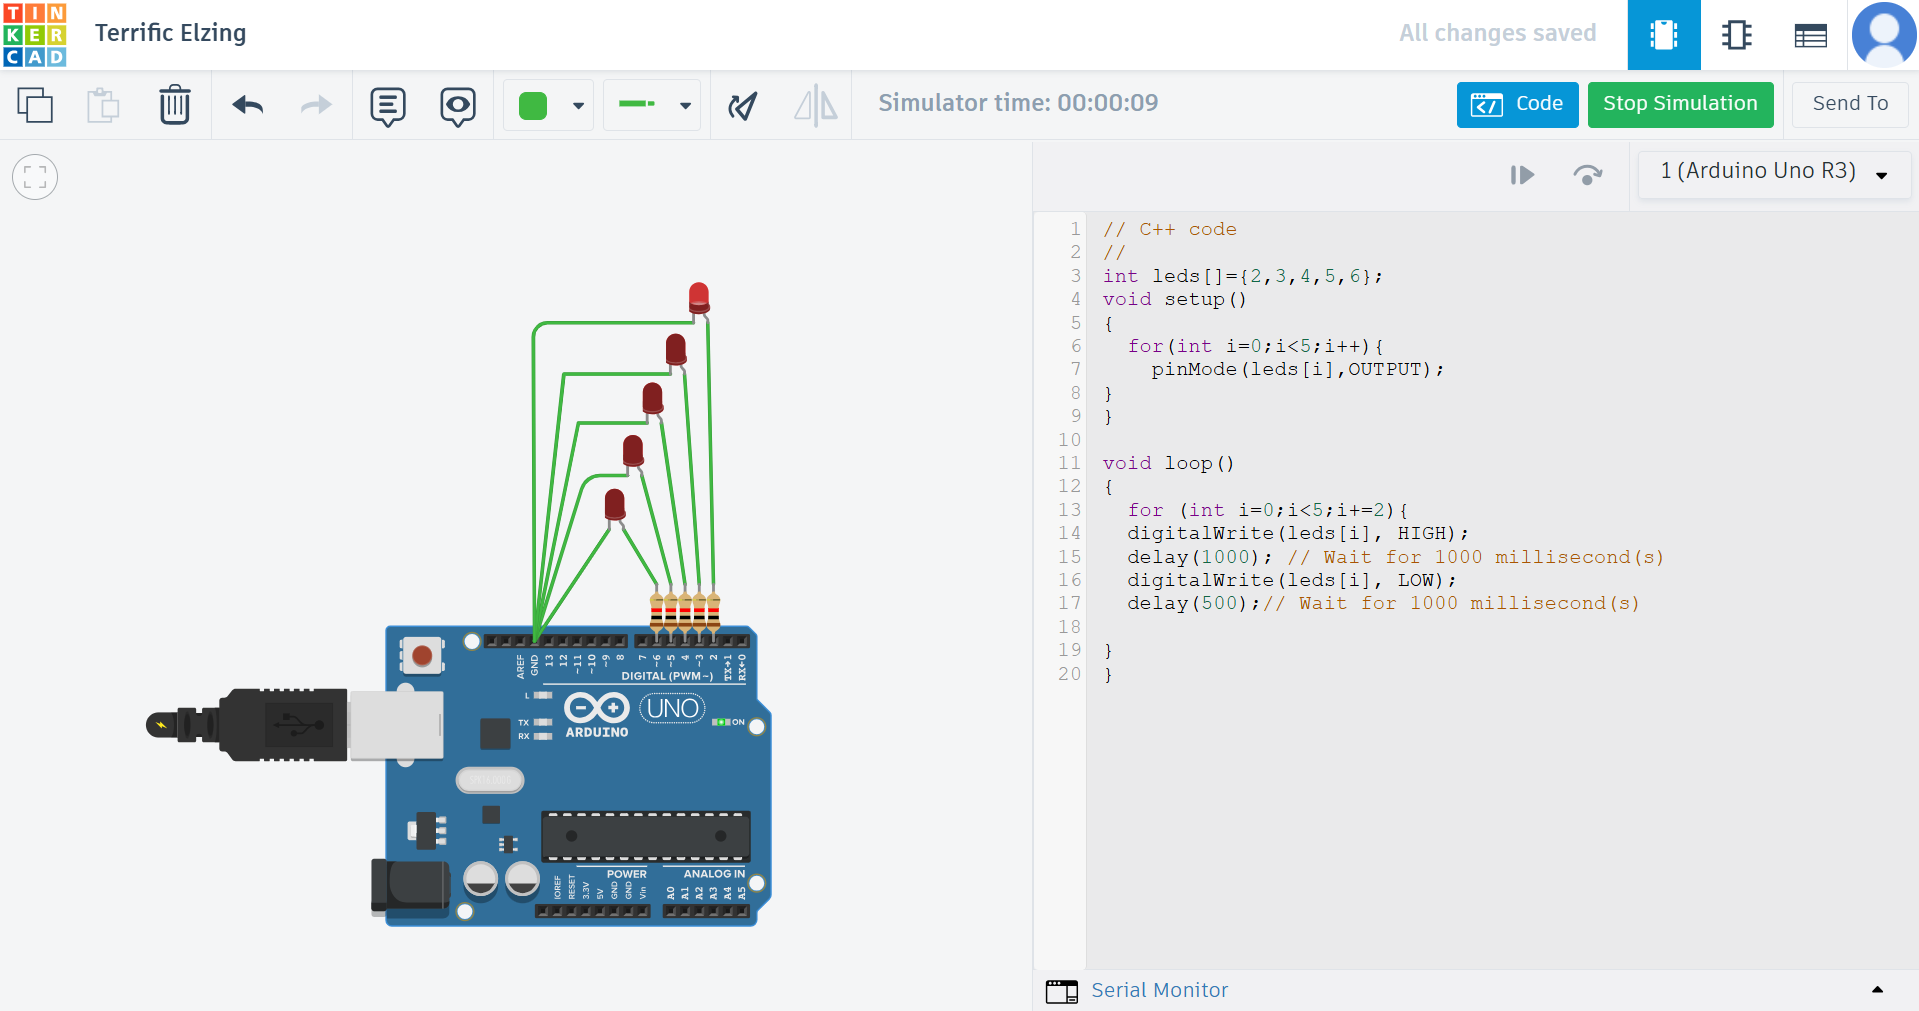 TIN
KER
CAD
Terrific Elzing
All changes saved
Simulator time: 00:00:09
Code
Stop Simulation
Send To
1 (Arduino Uno R3)
1 // C++ code
2 //
3 int leds[]={2,3,4,5,6};
4 void setup()
5 {
6 for(int i=0;i<5;i++){
7 pinMode(leds[i],OUTPUT);
8 }
9 }
10
11 void loop()
12 {
13 for (int i=0;i<5;i+=2){
14 digitalWrite(leds[i], HIGH);
15 delay(1000); // Wait for 1000 millisecond(s)
16 digitalWrite(leds[i], LOW);
17 delay(500);// Wait for 1000 millisecond(s)
18
19 }
20 }
AREF GND 13 12 ~11 ~10 ~9 8 7 ~6 ~5 4 ~3 2 TX→1 RX←0
DIGITAL (PWM~)
L
TX
RX
ARDUINO
UNO
ON
POWER
ANALOG IN
IOREF RESET 3.3V 5V GND GND Vin A0 A1 A2 A3 A4 A5
Serial Monitor